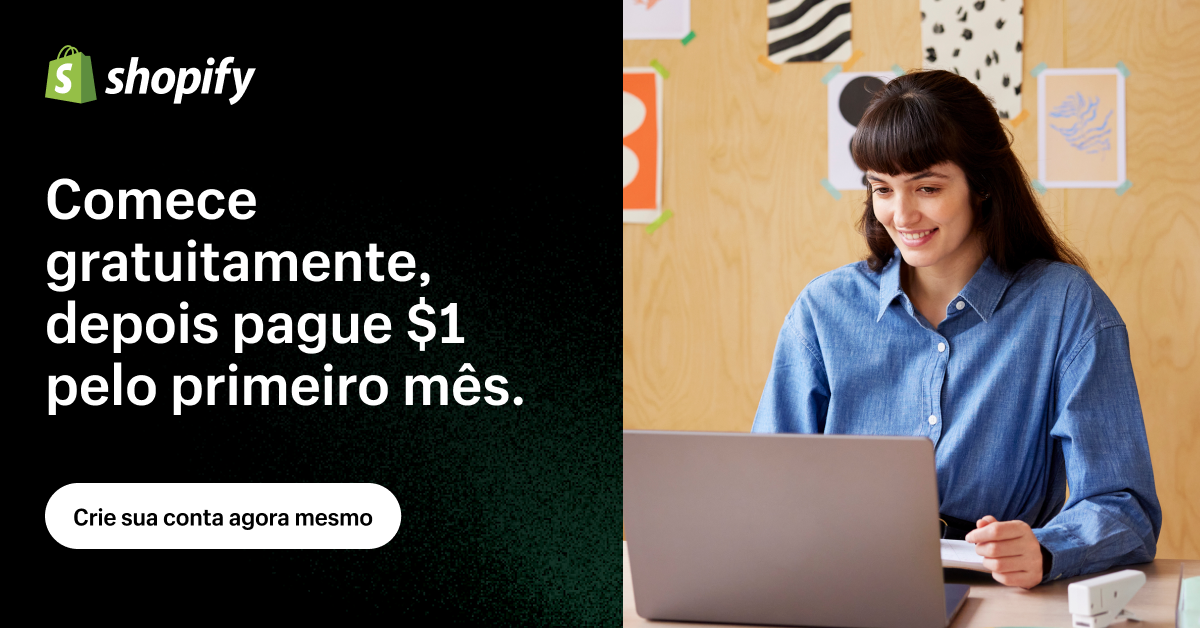 shopify
Comece
gratuitamente,
depois pague $1
pelo primeiro mês.
Crie sua conta agora mesmo